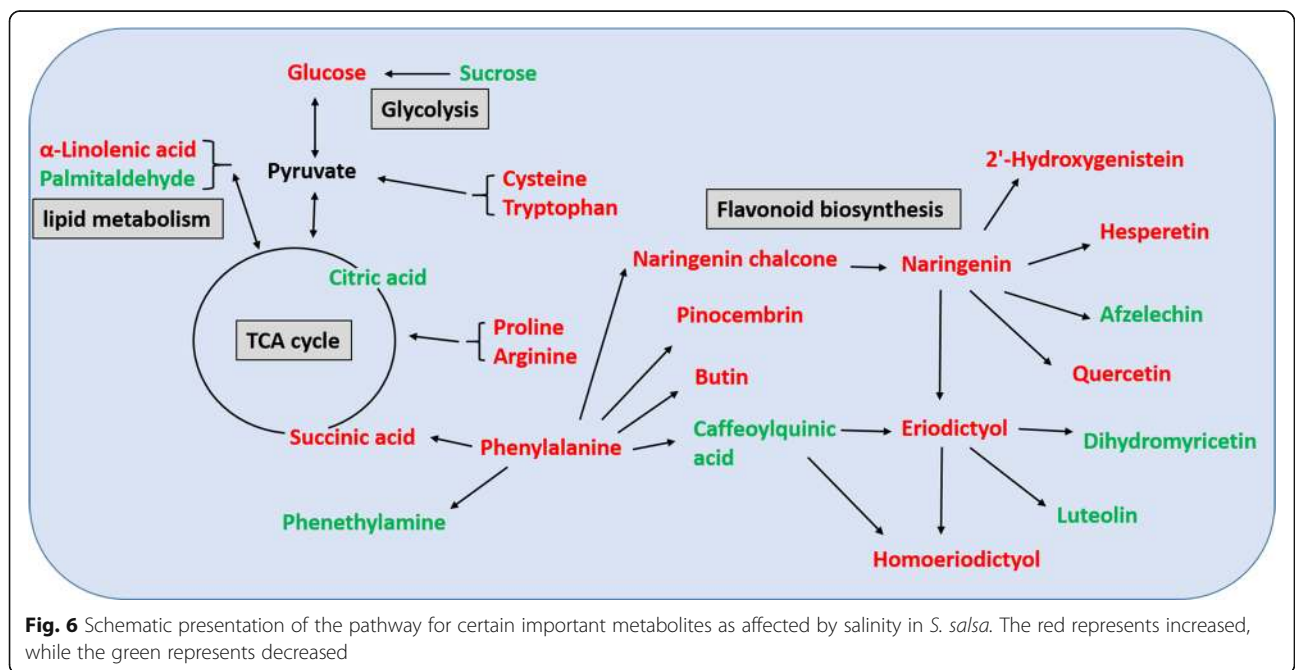 Glucose
Sucrose
Glycolysis
α-Linolenic acid
Palmitaldehyde
Pyruvate
lipid metabolism
Cysteine
Tryptophan
Flavonoid biosynthesis
2'-Hydroxygenistein
Hesperetin
Naringenin chalcone
Naringenin
Citric acid
Afzelechin
Pinocembrin
TCA cycle
Proline
Arginine
Butin
Quercetin
Succinic acid
Phenylalanine
Caffeoylquinic
acid
Eriodictyol
Dihydromyricetin
Phenethylamine
Luteolin
Homoeriodictyol
Fig. 6 Schematic presentation of the pathway for certain important metabolites as affected by salinity in S. salsa. The red represents increased,
while the green represents decreased